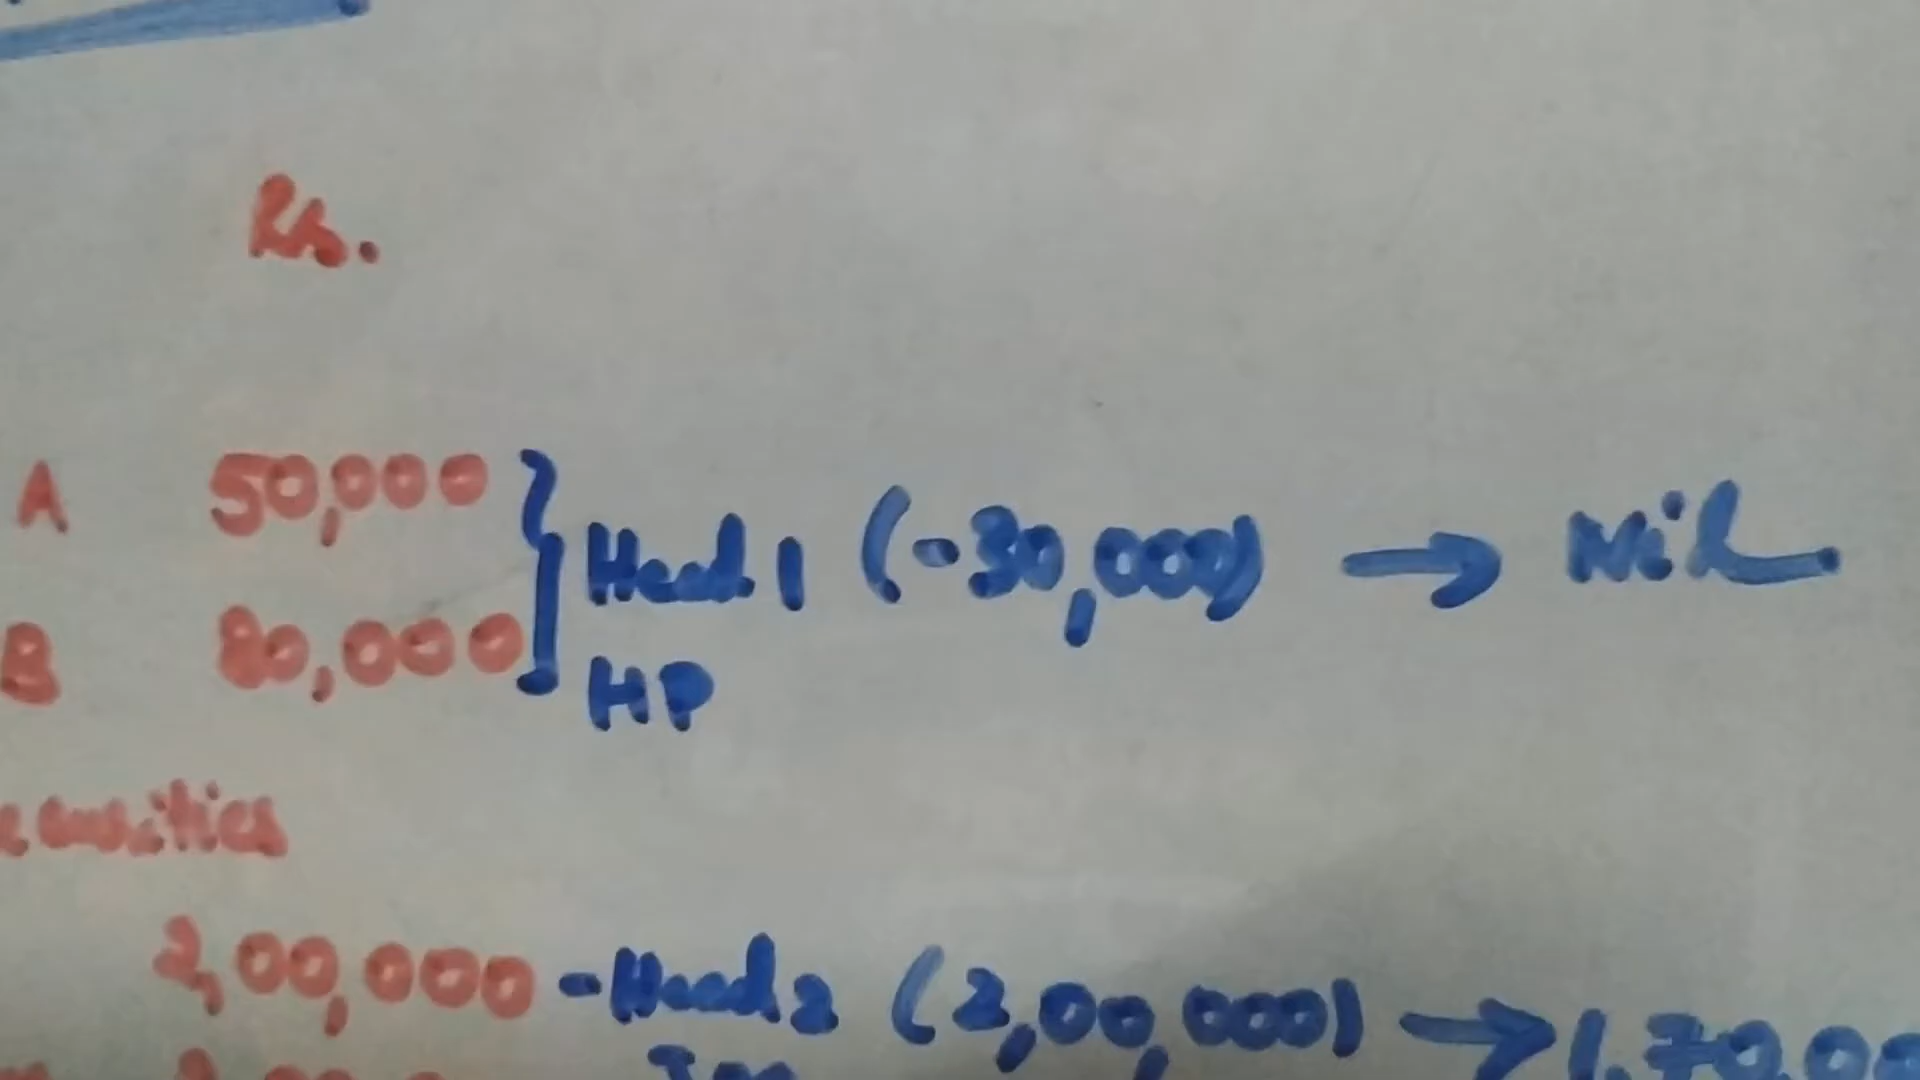 Rs.
A 50,000
Head 1 (-30,000) → Nil
B 80,000
HP
ecurities
2,00,000 - Head 2 (2,00,000) → 1,70,00